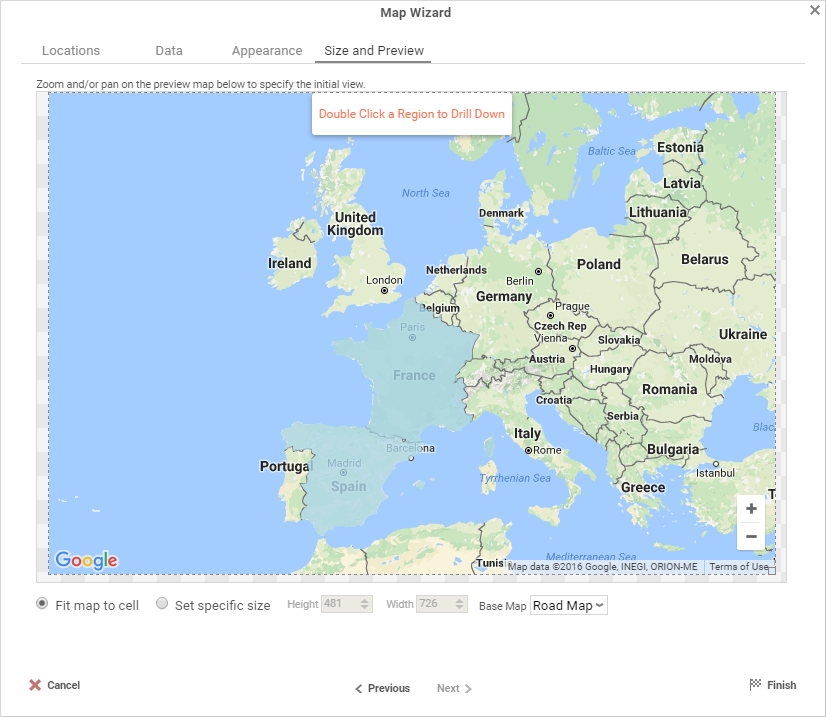 Map Wizard
Locations Data Appearance Size and Preview
Zoom and/or pan on the preview map below to specify the initial view.
Double Click a Region to Drill Down
Baltic Sea
Estonia
Latvia
North Sea
Denmark
Lithuania
United
Kingdom
Ireland
Netherlands
Poland
Belarus
London
Berlin
Germany
Belgium
Prague
Paris
Czech Rep
Vienna
Slovakia
Ukraine
Austria
Moldova
France
Hungary
Romania
Croatia
Serbia
Italy
Barcelona
Rome
Bulgaria
Blac
Portugal
Madrid
Istanbul
Spain
Tyrrhenian Sea
Greece
T
+
−
Mediterranean Sea
Google
Tunisi
Map data ©2016 Google, INEGI, ORION-ME Terms of Use
Fit map to cell Set specific size Height 481 Width 726 Base Map Road Map
Cancel Previous Next Finish